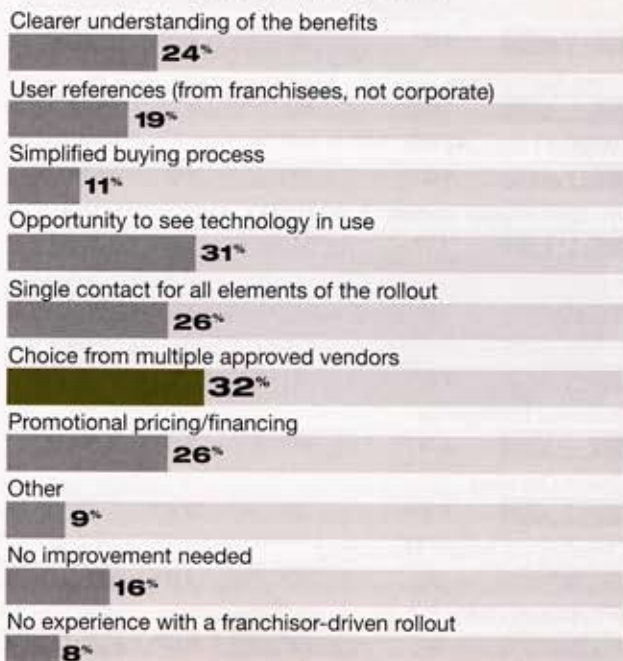 Clearer understanding of the benefits
24%
User references (from franchisees, not corporate)
19%
Simplified buying process
11%
Opportunity to see technology in use
31%
Single contact for all elements of the rollout
26%
Choice from multiple approved vendors
32%
Promotional pricing/financing
26%
Other
9%
No improvement needed
16%
No experience with a franchisor-driven rollout
8%